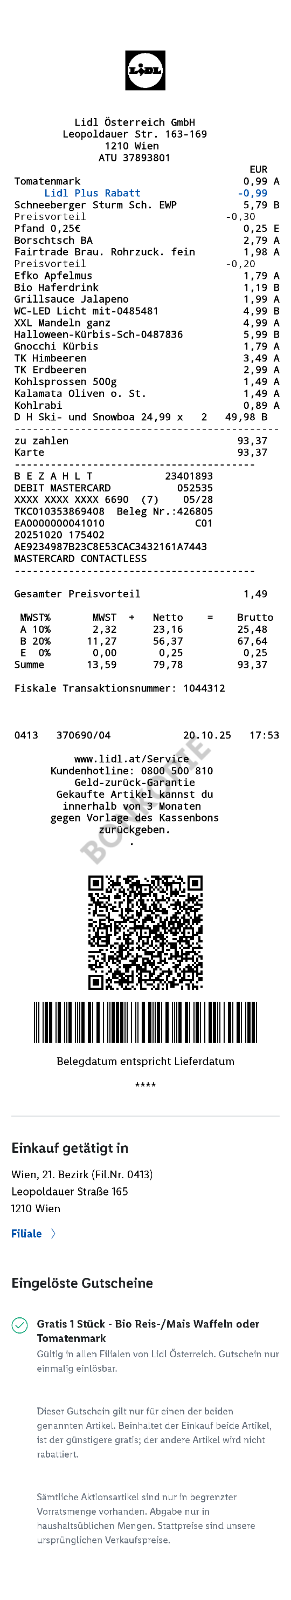 LiDL
Lidl Österreich GmbH
Leopoldauer Str. 163-169
1210 Wien
ATU 37893801
EUR
Tomatenmark 0,99 A
Lidl Plus Rabatt -0,99
Schneeberger Sturm Sch. EWP 5,79 B
Preisvorteil -0,30
Pfand 0,25€ 0,25 E
Borschtsch BA 2,79 A
Fairtrade Brau. Rohrzuck. fein 1,98 A
Preisvorteil -0,20
Efko Apfelmus 1,79 A
Bio Haferdrink 1,19 B
Grillsauce Jalapeno 1,99 A
WC-LED Licht mit-0485481 4,99 B
XXL Mandeln ganz 4,99 A
Halloween-Kürbis-Sch-0487836 5,99 B
Gnocchi Kürbis 1,79 A
TK Himbeeren 3,49 A
TK Erdbeeren 2,99 A
Kohlsprossen 500g 1,49 A
Kalamata Oliven o. St. 1,49 A
Kohlrabi 0,89 A
D H Ski- und Snowboa 24,99 x 2 49,98 B
zu zahlen 93,37
Karte 93,37
B E Z A H L T 23401893
DEBIT MASTERCARD 052535
XXXX XXXX XXXX 6690 (7) 05/28
TKC010353869408 Beleg Nr.:426805
EA0000000041010 C01
20251020 175402
AE9234987B23C8E53CAC3432161A7443
MASTERCARD CONTACTLESS
Gesamter Preisvorteil 1,49
MWST% MWST + Netto = Brutto
A 10% 2,32 23,16 25,48
B 20% 11,27 56,37 67,64
E 0% 0,00 0,25 0,25
Summe 13,59 79,78 93,37
Fiskale Transaktionsnummer: 1044312
0413 370690/04 20.10.25 17:53
www.lidl.at/Service
Kundenhotline: 0800 500 810
Geld-zurück-Garantie
Gekaufte Artikel kannst du
innerhalb von 3 Monaten
gegen Vorlage des Kassenbons
zurückgeben.
.
BONKOPIE
Belegdatum entspricht Lieferdatum
****
Einkauf getätigt in
Wien, 21. Bezirk (Fil.Nr. 0413)
Leopoldauer Straße 165
1210 Wien
Filiale >
Eingelöste Gutscheine
Gratis 1 Stück - Bio Reis-/Mais Waffeln oder
Tomatenmark
Gültig in allen Filialen von Lidl Österreich. Gutschein nur
einmalig einlösbar.
Dieser Gutschein gilt nur für einen der beiden
genannten Artikel. Beinhaltet der Einkauf beide Artikel,
ist der günstigere gratis; der andere Artikel wird nicht
rabattiert.
Sämtliche Aktionsartikel sind nur in begrenzter
Vorratsmenge vorhanden. Abgabe nur in
haushaltsüblichen Mengen. Stattpreise sind unsere
ursprünglichen Verkaufspreise.